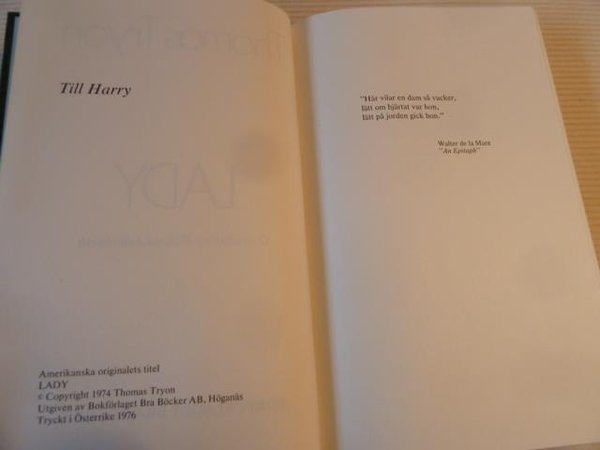 Till Harry
Amerikanska originalets titel
LADY
© Copyright 1974 Thomas Tryon
Utgiven av Bokförlaget Bra Böcker AB, Höganäs
Tryckt i Österrike 1976
"Här vilar en dam så vacker,
lätt om hjärtat var hon,
lätt på jorden gick hon."
Walter de la Mare
"An Epitaph"